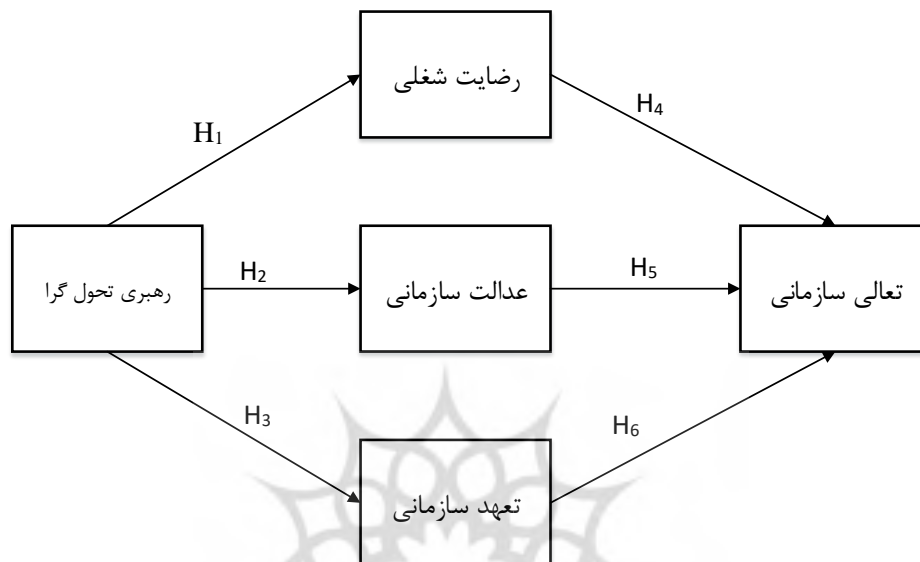 رضایت شغلی
H1
H4
رهبری تحول گرا
H2
عدالت سازمانی
H5
تعالی سازمانی
H3
H6
تعهد سازمانی